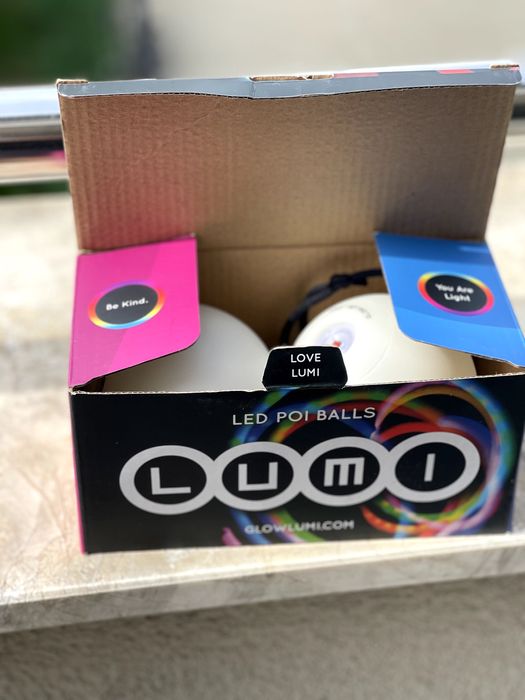 Be Kind.
You Are
Light
LOVE
LUMI
LED POI BALLS
LUMI
GLOWLUMI.COM